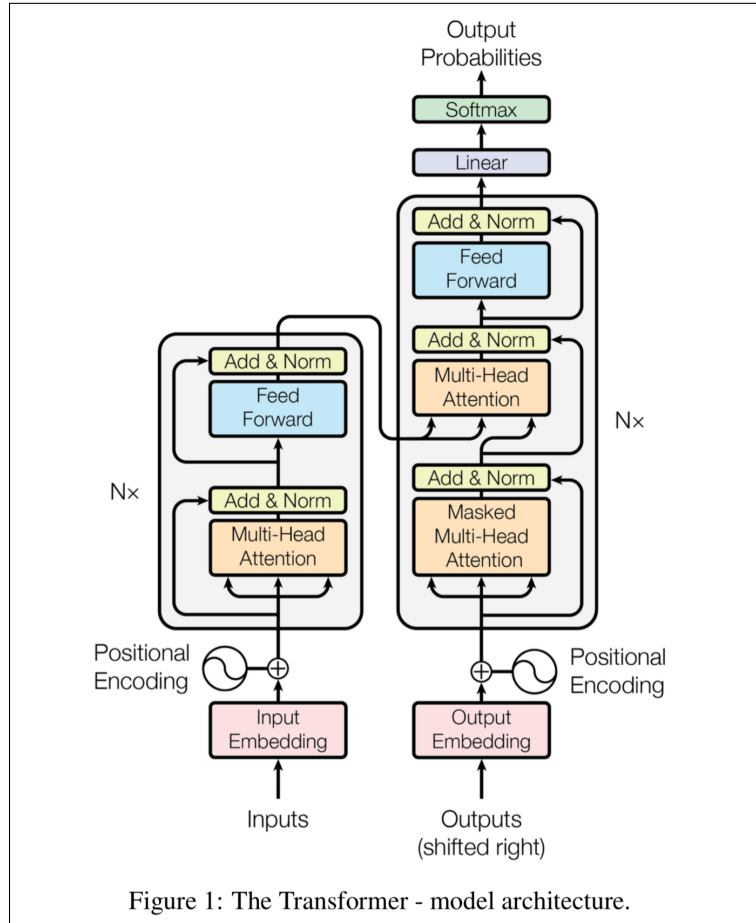 Output
Probabilities
Softmax
Linear
Add & Norm
Feed
Forward
Add & Norm
Multi-Head
Attention
Add & Norm
Masked
Multi-Head
Attention
Nx
Add & Norm
Feed
Forward
Add & Norm
Multi-Head
Attention
Nx
Positional
Encoding
Positional
Encoding
Input
Embedding
Output
Embedding
Inputs
Outputs
(shifted right)
Figure 1: The Transformer - model architecture.